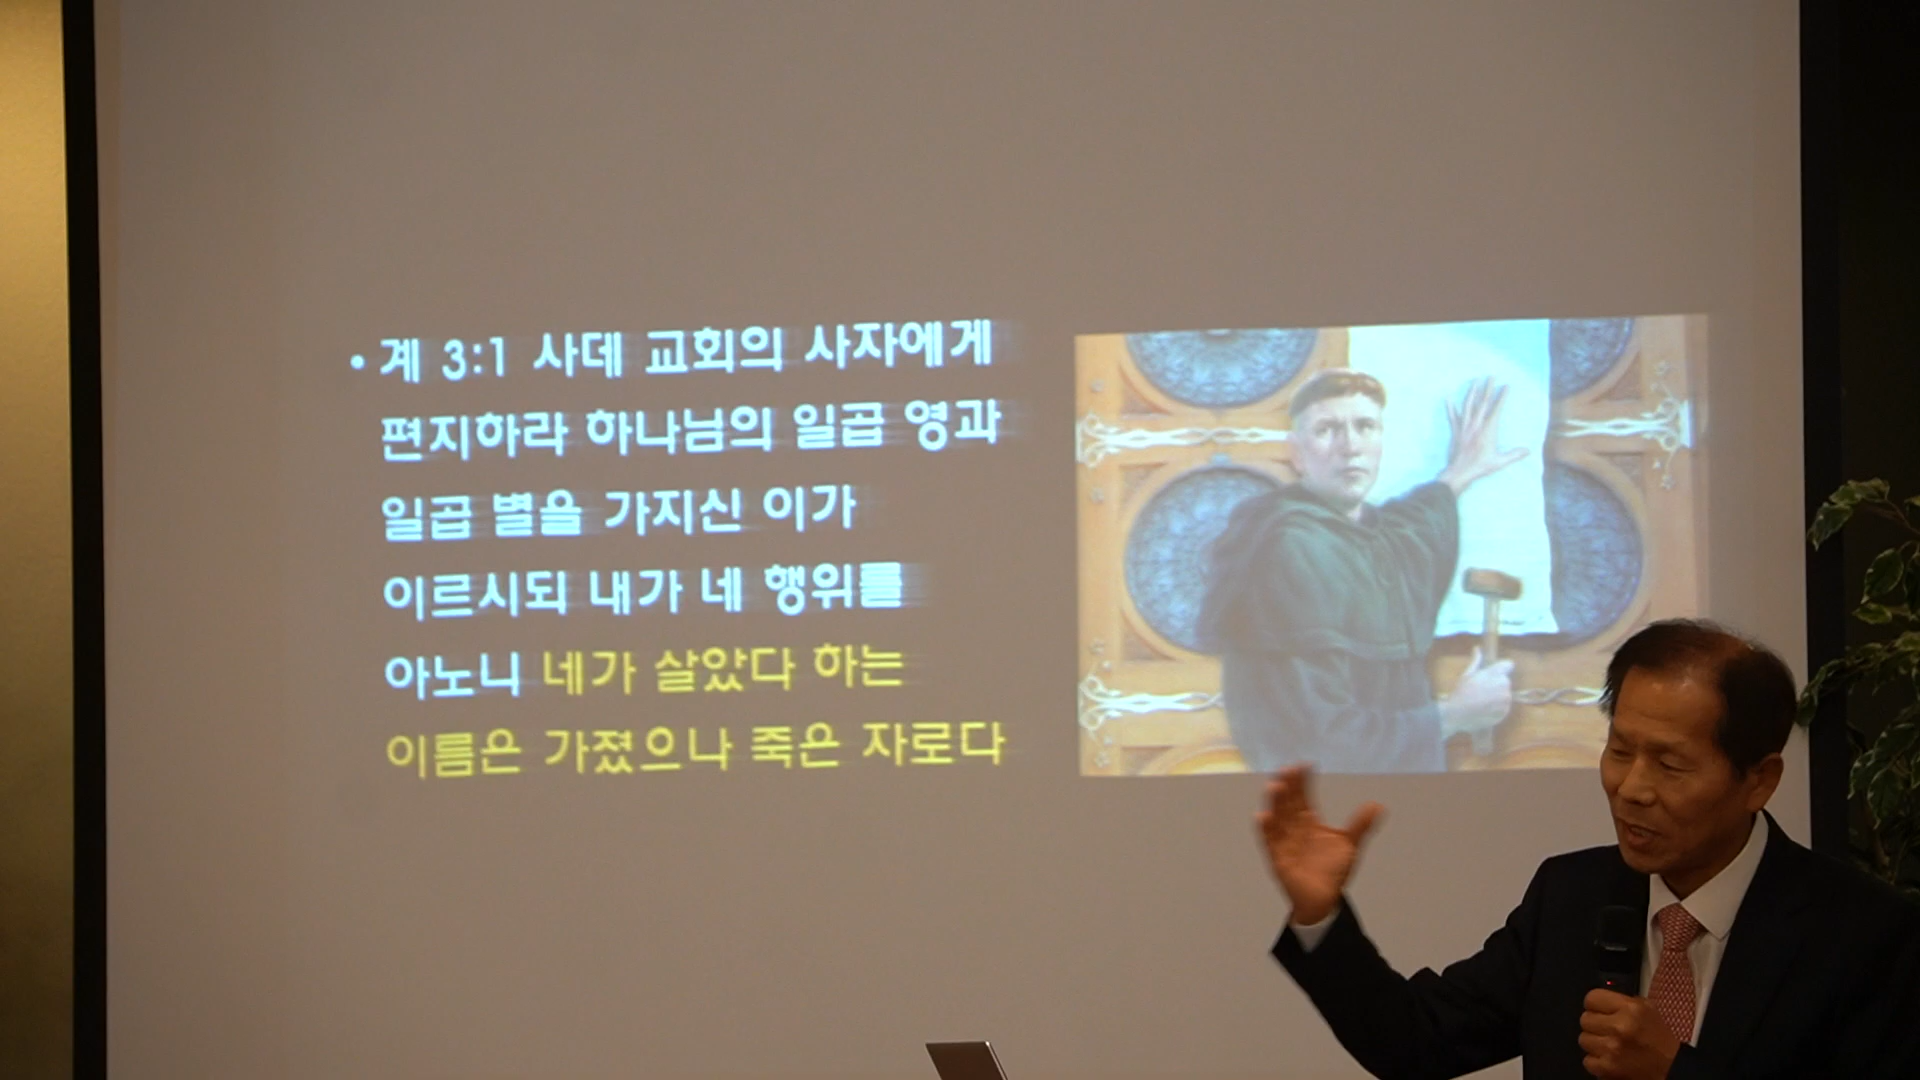 • 계 3:1 사데 교회의 사자에게
편지하라 하나님의 일곱 영과
일곱 별을 가지신 이가
이르시되 내가 네 행위를
아노니 네가 살았다 하는
이름은 가졌으나 죽은 자로다